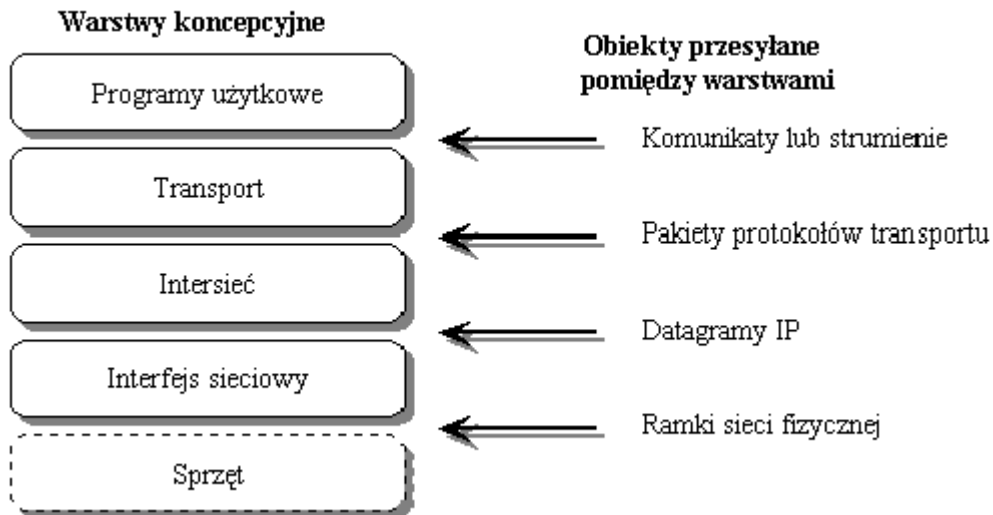 Warstwy koncepcyjne
Programy użytkowe
Transport
Intersieć
Interfejs sieciowy
Sprzęt
Obiekty przesyłane
pomiędzy warstwami
Komunikaty lub strumienie
Pakiety protokołów transportu
Datagramy IP
Ramki sieci fizycznej